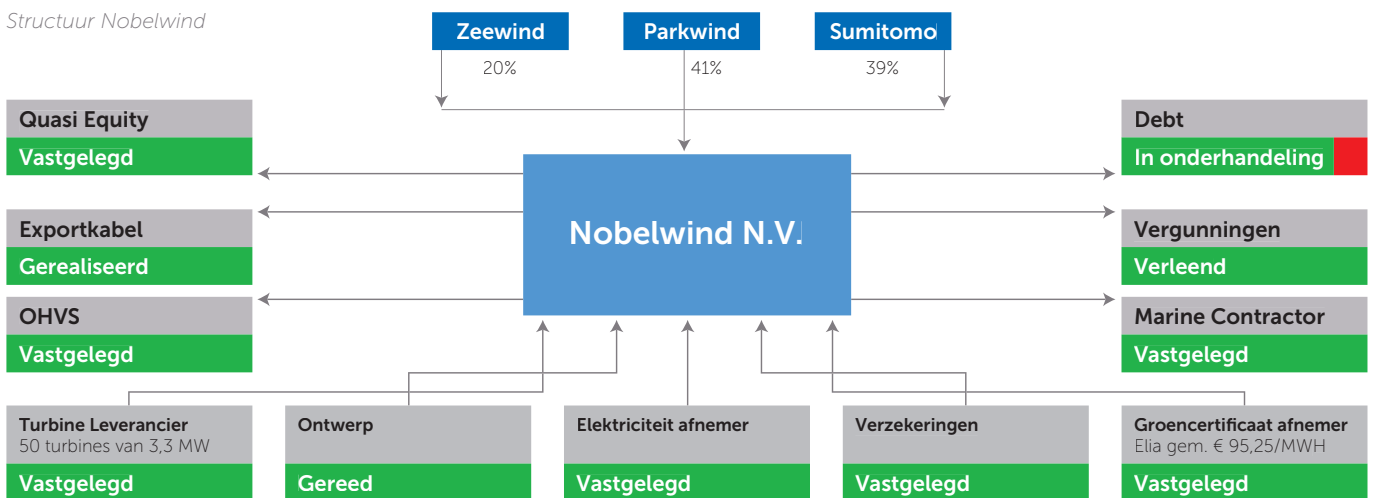 Structuur Nobelwind
Zeewind
Parkwind
Sumitomo
20%
41%
39%
Quasi Equity
Vastgelegd
Debt
In onderhandeling
Nobelwind N.V.
Exportkabel
Gerealiseerd
Vergunningen
Verleend
OHVS
Vastgelegd
Marine Contractor
Vastgelegd
Turbine Leverancier
50 turbines van 3,3 MW
Vastgelegd
Ontwerp
Gereed
Elektriciteit afnemer
Vastgelegd
Verzekeringen
Vastgelegd
Groencertificaat afnemer
Elia gem. € 95,25/MWH
Vastgelegd